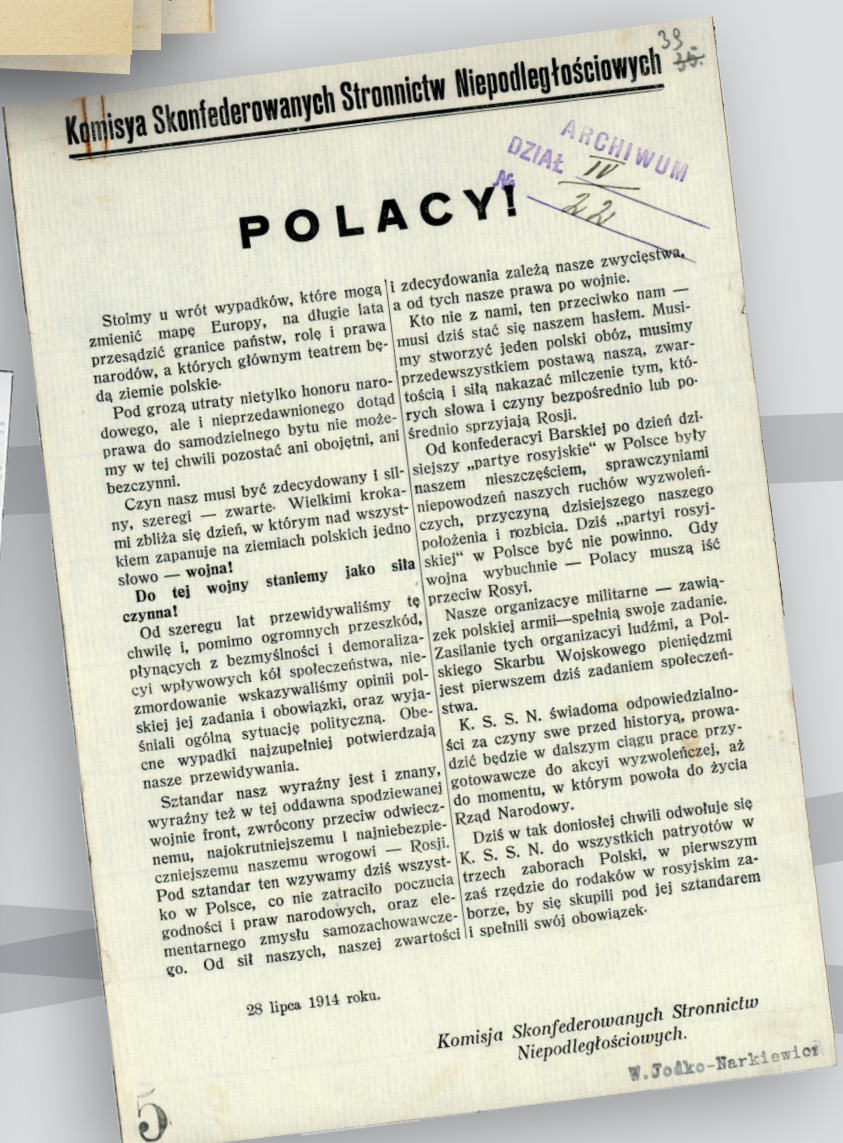 Komisya Skonfederowanych Stronnictw Niepodległościowych
39
35.
ARCHIWUM
DZIAŁ IV
№ 22
POLACY!
Stoimy u wrót wypadków, które mogą
zmienić mapę Europy, na długie lata
przesądzić granice państw, rolę i prawa
narodów, a których głównym teatrem bę-
dą ziemie polskie.
Pod grozą utraty nietylko honoru naro-
dowego, ale i nieprzedawnionego dotąd
prawa do samodzielnego bytu nie może-
my w tej chwili pozostać ani obojętni, ani
bezczynni.
Czyn nasz musi być zdecydowany i sil-
ny, szeregi — zwarte. Wielkimi kroka-
mi zbliża się dzień, w którym nad wszyst-
kiem zapanuje na ziemiach polskich jedno
słowo — wojna!
Do tej wojny staniemy jako siła
czynna!
Od szeregu lat przewidywaliśmy tę
chwilę i, pomimo ogromnych przeszkód,
płynących z bezmyślności i demoraliza-
cyi wpływowych kół społeczeństwa, nie-
zmordowanie wskazywaliśmy opinii pol-
skiej jej zadania i obowiązki, oraz wyja-
śniali ogólną sytuację polityczną. Obe-
cne wypadki najzupełniej potwierdzają
nasze przewidywania.
Sztandar nasz wyraźny jest i znany,
wyraźny też w tej oddawna spodziewanej
wojnie front, zwrócony przeciw odwiecz-
nemu, najokrutniejszemu i najniebezpie-
czniejszemu naszemu wrogowi — Rosji.
Pod sztandar ten wzywamy dziś wszyst-
ko w Polsce, co nie zatraciło poczucia
godności i praw narodowych, oraz ele-
mentarnego zmysłu samozachowawcze-
go. Od sił naszych, naszej zwartości
i zdecydowania zależą nasze zwycięstwa,
a od tych nasze prawa po wojnie.
Kto nie z nami, ten przeciwko nam —
musi dziś stać się naszem hasłem. Musi-
my stworzyć jeden polski obóz, musimy
przedewszystkiem postawą naszą, zwar-
tością i siłą nakazać milczenie tym, któ-
rych słowa i czyny bezpośrednio lub po-
średnio sprzyjają Rosji.
Od konfederacyi Barskiej po dzień dzi-
siejszy „partye rosyjskie“ w Polsce były
naszem nieszczęściem, sprawczyniami
niepowodzeń naszych ruchów wyzwoleń-
czych, przyczyną dzisiejszego naszego
położenia i rozbicia. Dziś „partyi rosyj-
skiej“ w Polsce być nie powinno. Gdy
wojna wybuchnie — Polacy muszą iść
przeciw Rosyi.
Nasze organizacye militarne — zawią-
zek polskiej armii—spełnią swoje zadanie.
Zasilanie tych organizacyi ludźmi, a Pol-
skiego Skarbu Wojskowego pieniędzmi
jest pierwszem dziś zadaniem społeczeń-
stwa.
K. S. S. N. świadoma odpowiedzialno-
ści za czyny swe przed historyą, prowa-
dzić będzie w dalszym ciągu prace przy-
gotowawcze do akcyi wyzwoleńczej, aż
do momentu, w którym powoła do życia
Rząd Narodowy.
Dziś w tak doniosłej chwili odwołuje się
K. S. S. N. do wszystkich patryotów w
trzech zaborach Polski, w pierwszym
zaś rzędzie do rodaków w rosyjskim za-
borze, by się skupili pod jej sztandarem
i spełnili swój obowiązek.
28 lipca 1914 roku.
Komisja Skonfederowanych Stronnictw
Niepodległościowych.
W.Jodko-Narkiewicz
5